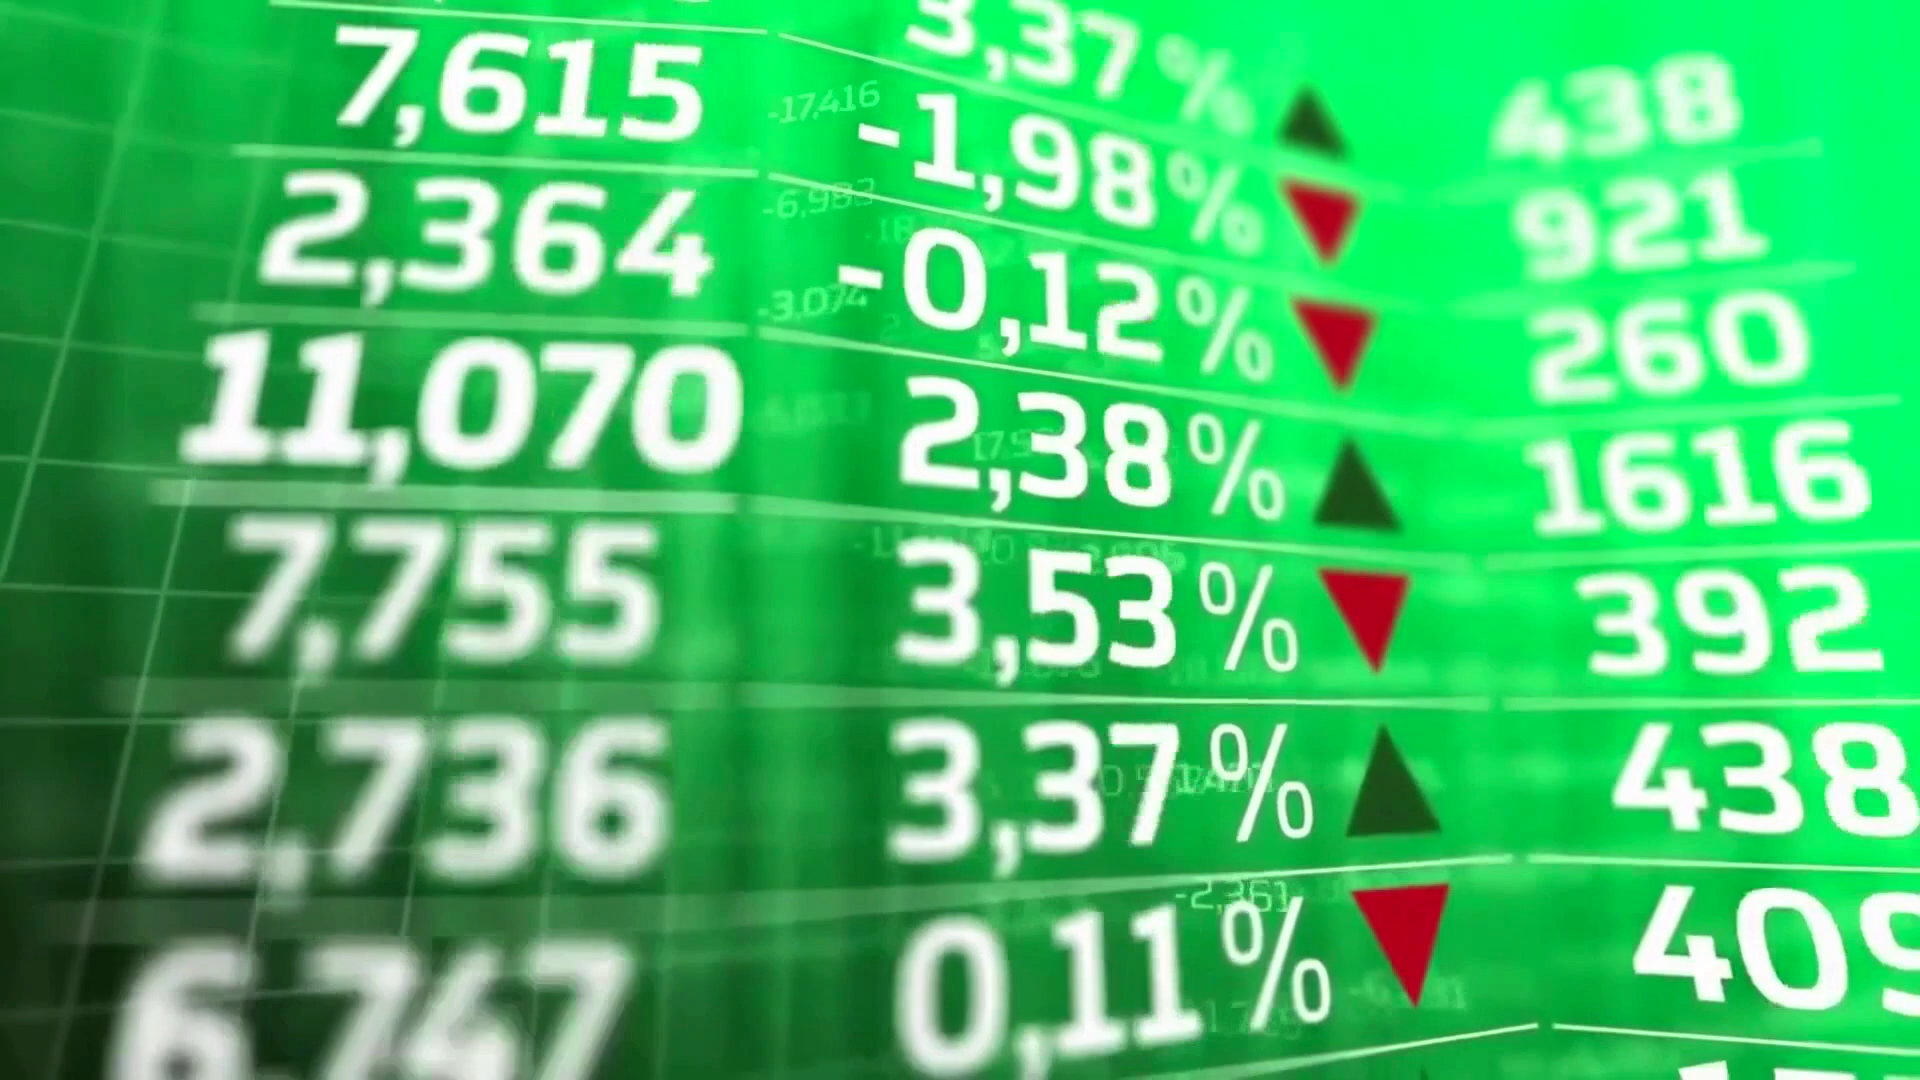 3,37%
7,615 -1,98% 438
2,364 -0,12% 921
11,070 2,38% 260
7,755 3,53% 1616
2,736 3,37% 392
6,747 0,11% 438
-17,416
-6,983
-3,074
-2,361